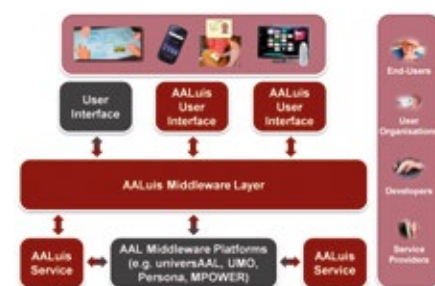 User
Interface
AALuis
User
Interface
AALuis
User
Interface
AALuis Middleware Layer
AALuis
Service
AAL Middleware Platforms
(e.g. universAAL, UMO,
Persona, MPOWER)
AALuis
Service
End-Users
User
Organisations
Developers
Service
Providers